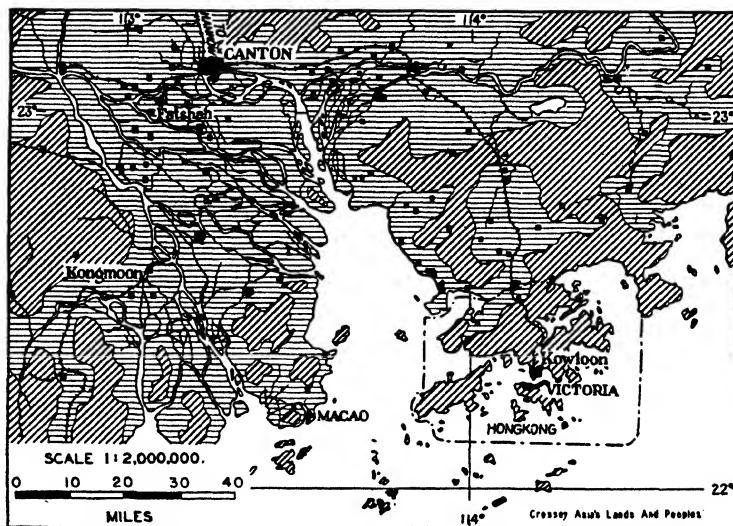 113° 114°
CANTON
23° 23°
Fatshan
Kongmoon
Kowloon
VICTORIA
MACAO
HONGKONG
SCALE 1:2,000,000.
0 10 20 30 40
22°
MILES
114°
Cressey Asia's Lands And Peoples